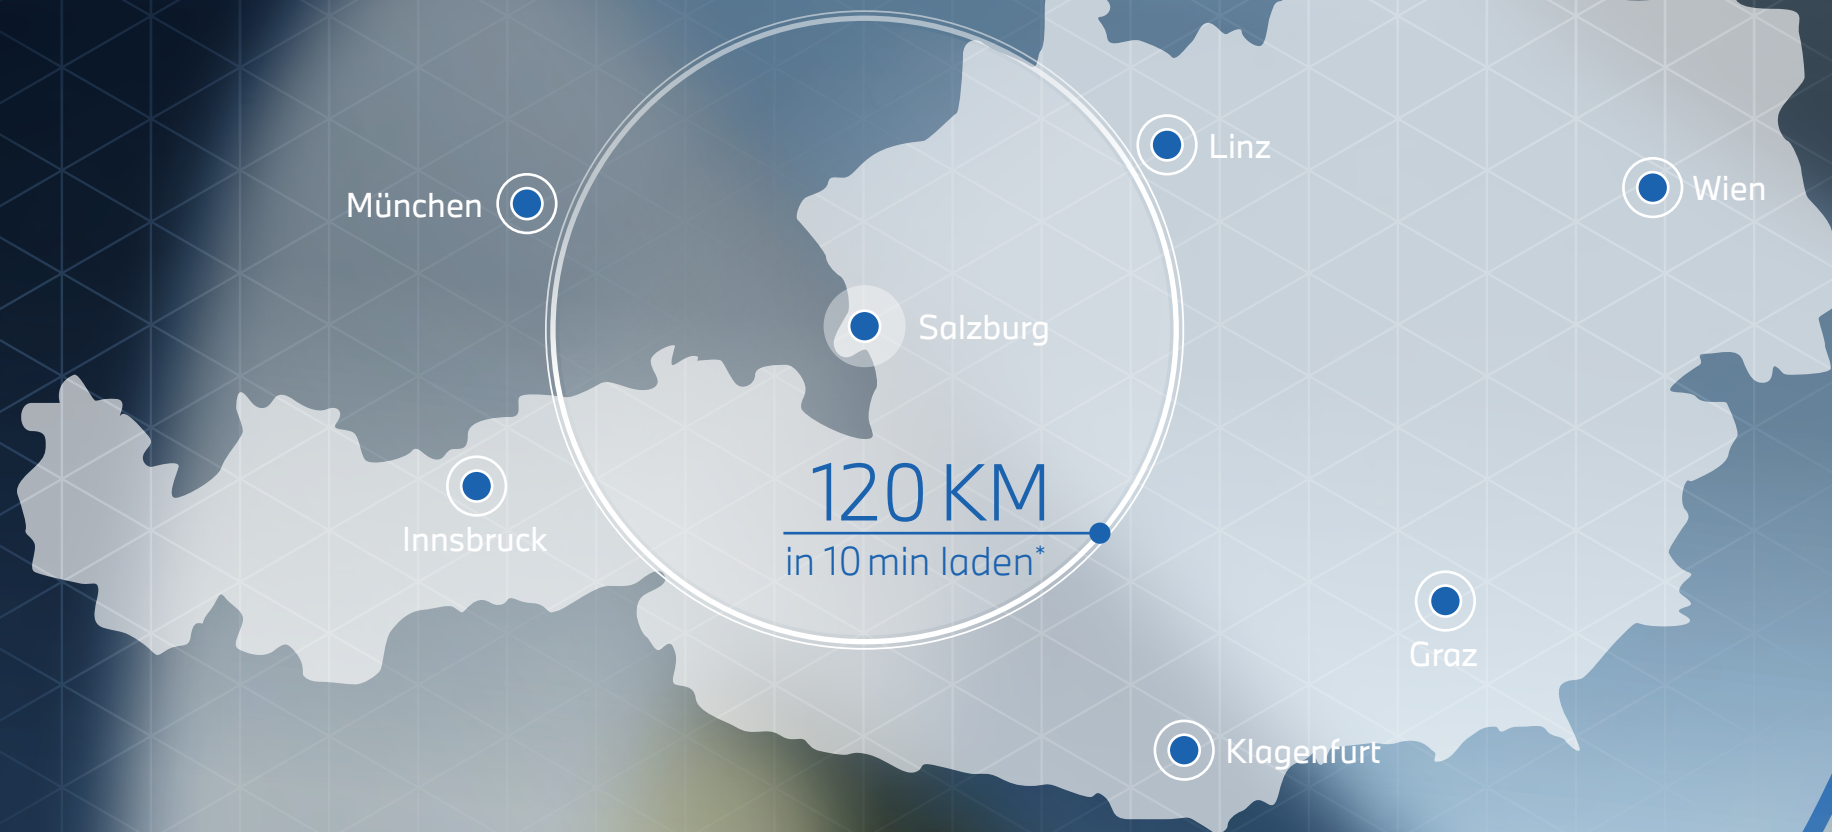 Linz
Wien
München
Salzburg
120 KM
in 10 min laden*
Innsbruck
Graz
Klagenfurt